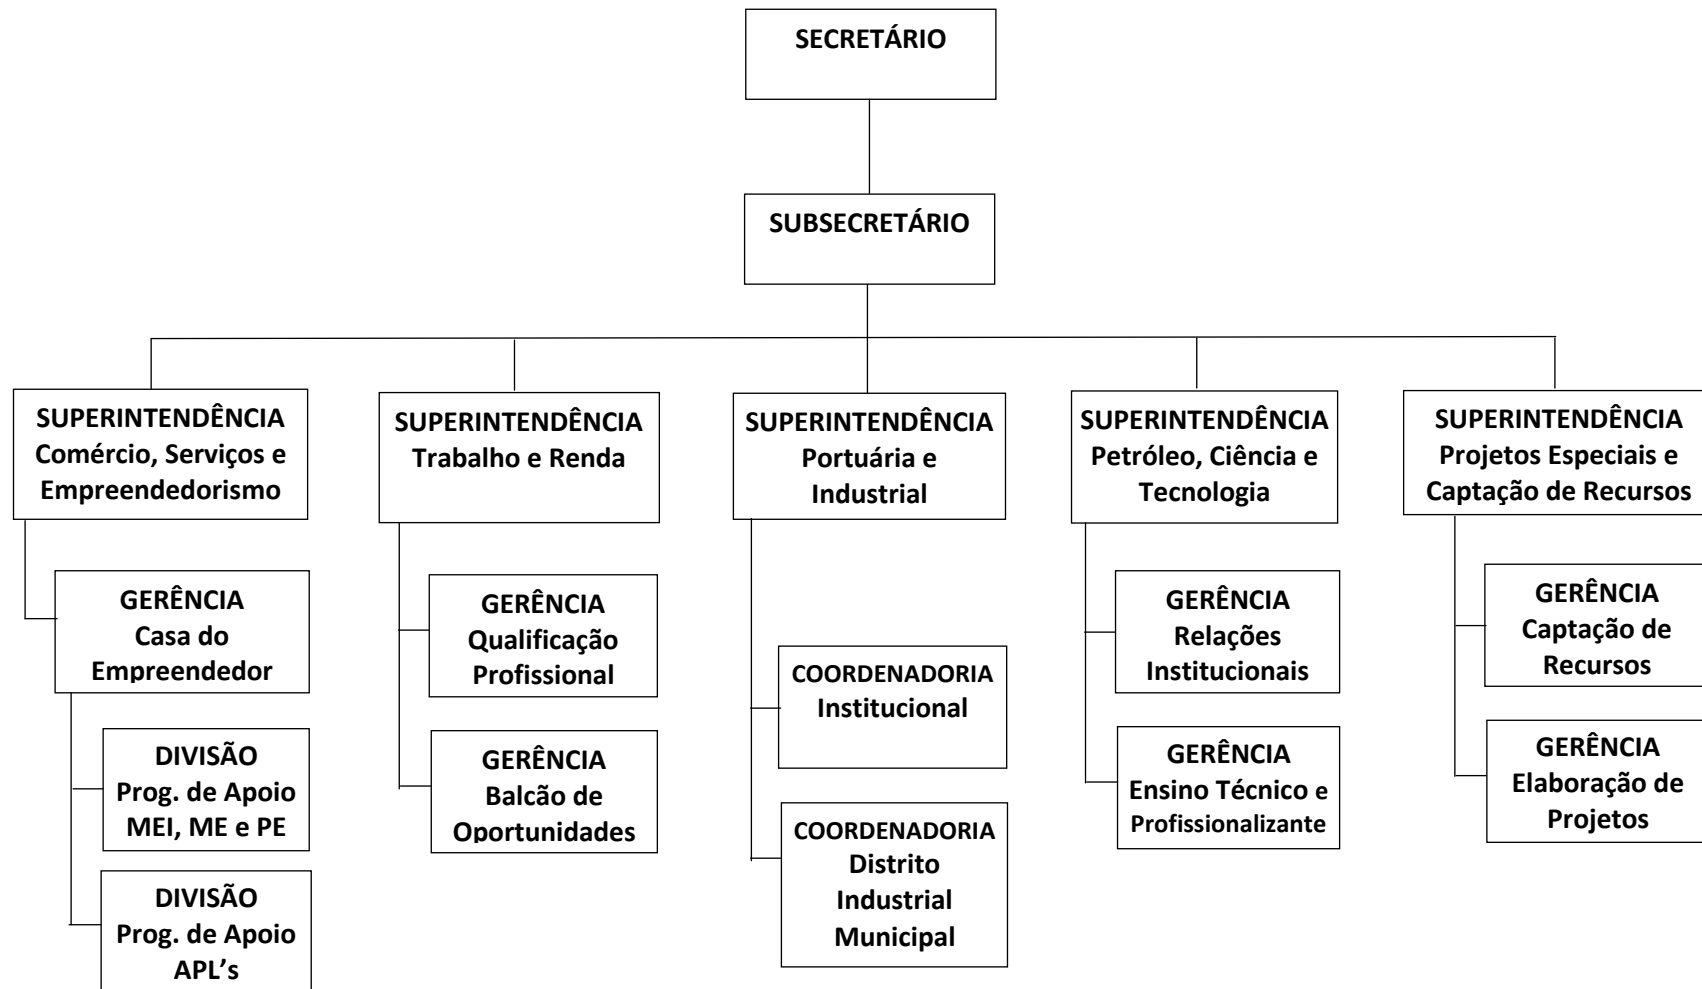 SECRETÁRIO
SUBSECRETÁRIO
SUPERINTENDÊNCIA
Comércio, Serviços e
Empreendedorismo
SUPERINTENDÊNCIA
Trabalho e Renda
SUPERINTENDÊNCIA
Portuária e
Industrial
SUPERINTENDÊNCIA
Petróleo, Ciência e
Tecnologia
SUPERINTENDÊNCIA
Projetos Especiais e
Captação de Recursos
GERÊNCIA
Casa do
Empreendedor
DIVISÃO
Prog. de Apoio
MEI, ME e PE
DIVISÃO
Prog. de Apoio
APL’s
GERÊNCIA
Qualificação
Profissional
GERÊNCIA
Balcão de
Oportunidades
COORDENADORIA
Institucional
COORDENADORIA
Distrito
Industrial
Municipal
GERÊNCIA
Relações
Institucionais
GERÊNCIA
Ensino Técnico e
Profissionalizante
GERÊNCIA
Captação de
Recursos
GERÊNCIA
Elaboração de
Projetos